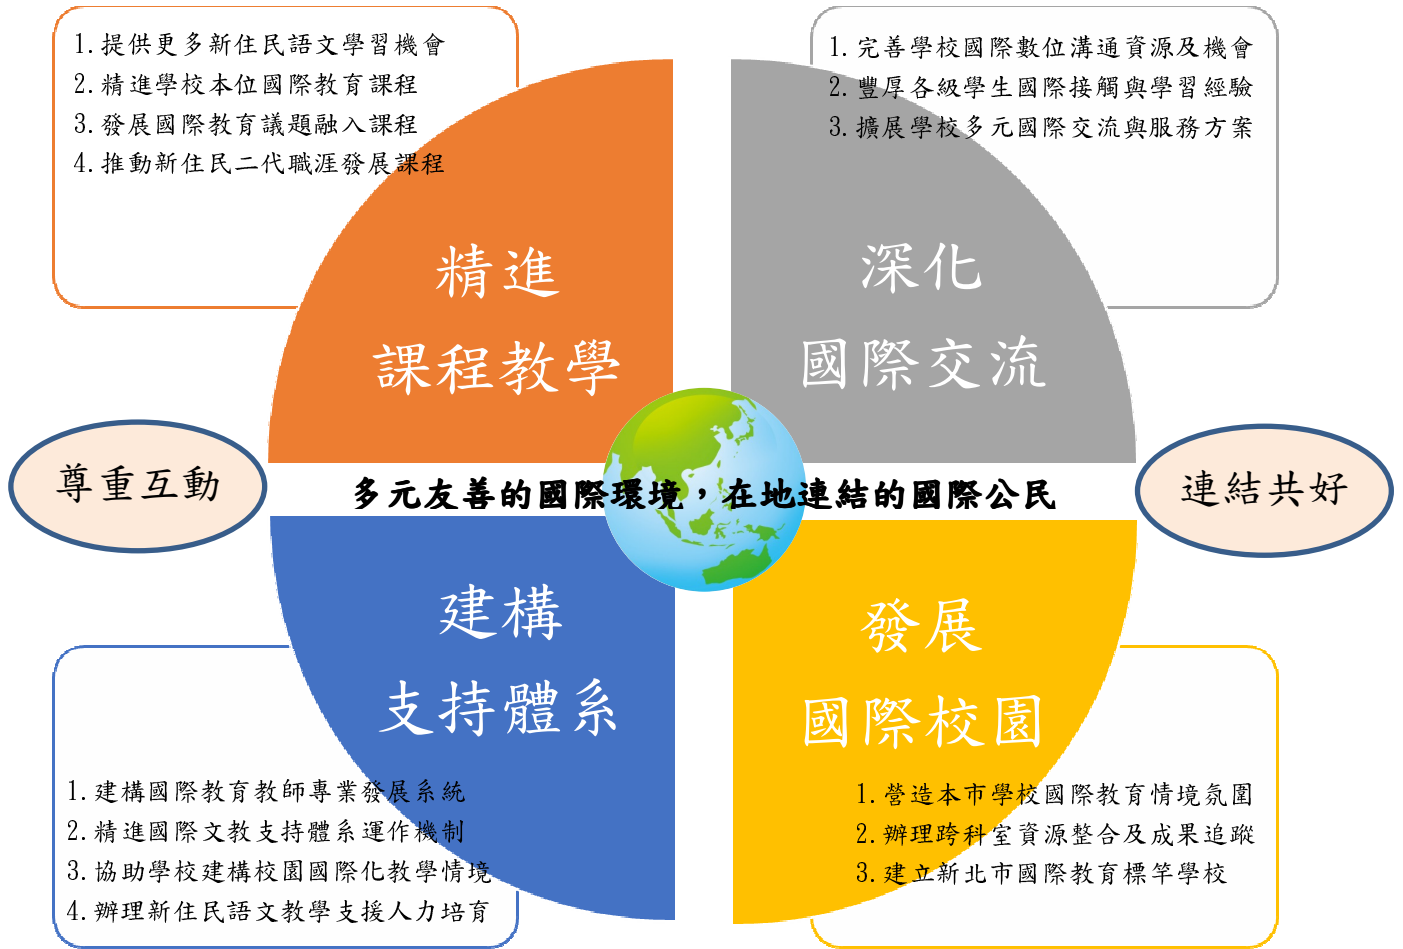 1.提供更多新住民語文學習機會
2.精進學校本位國際教育課程
3.發展國際教育議題融入課程
4.推動新住民二代職涯發展課程
1.完善學校國際數位溝通資源及機會
2.豐厚各級學生國際接觸與學習經驗
3.擴展學校多元國際交流與服務方案
精進
課程教學
深化
國際交流
尊重互動
多元友善的國際環境，在地連結的國際公民
連結共好
建構
支持體系
發展
國際校園
1.建構國際教育教師專業發展系統
2.精進國際文教支持體系運作機制
3.協助學校建構校園國際化教學情境
4.辦理新住民語文教學支援人力培育
1.營造本市學校國際教育情境氛圍
2.辦理跨科室資源整合及成果追蹤
3.建立新北市國際教育標竿學校